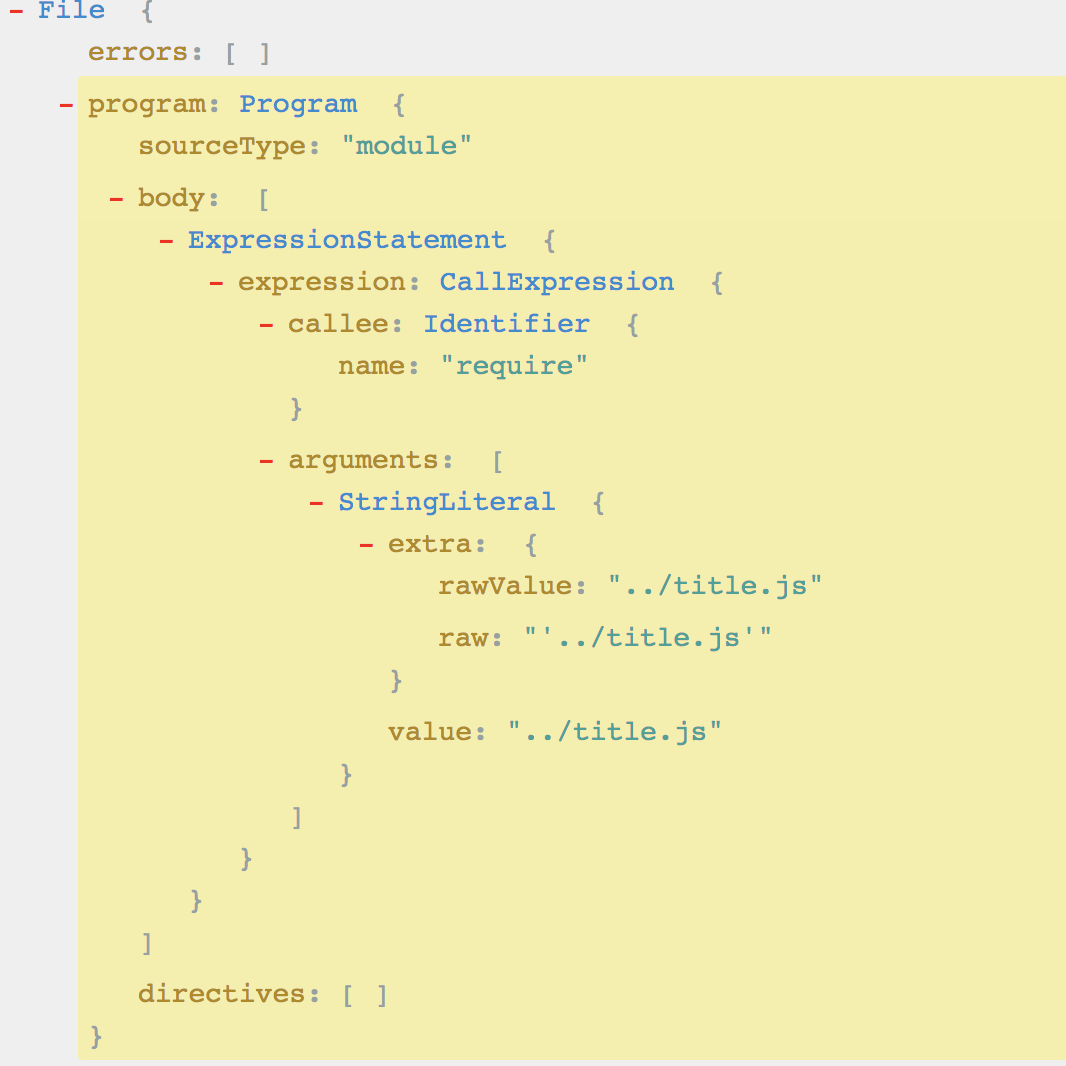 - File {
errors: [ ]
- program: Program {
sourceType: "module"
- body: [
- ExpressionStatement {
- expression: CallExpression {
- callee: Identifier {
name: "require"
}
- arguments: [
- StringLiteral {
- extra: {
rawValue: "../title.js"
raw: "'../title.js'"
}
value: "../title.js"
}
]
}
}
]
directives: [ ]
}